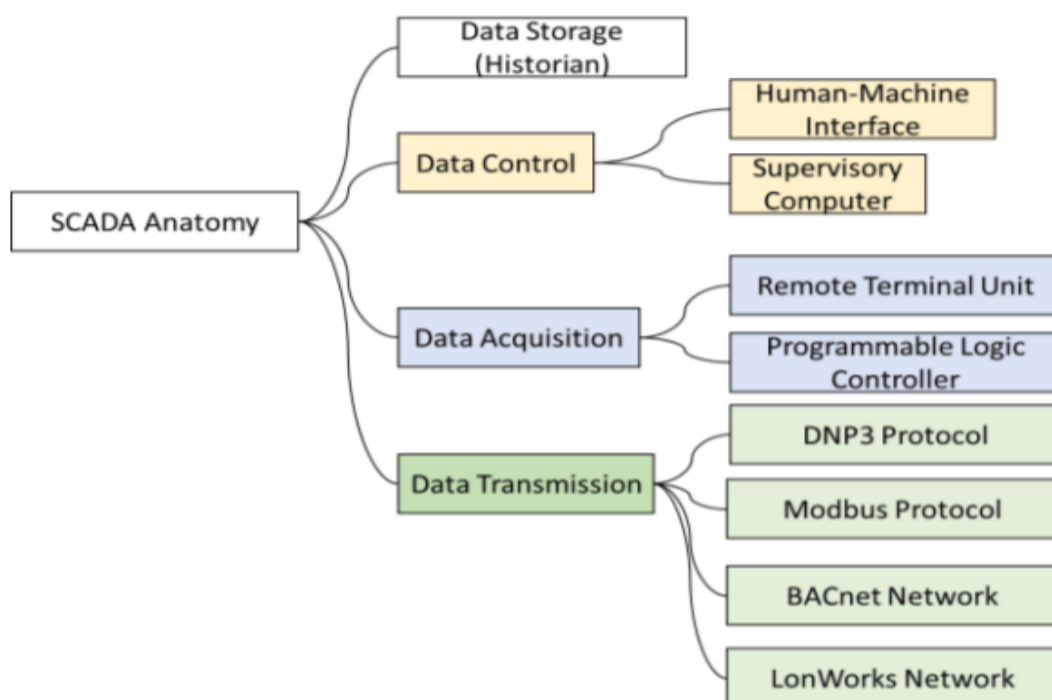 Data Storage
(Historian)
Human-Machine
Interface
Data Control
Supervisory
Computer
SCADA Anatomy
Remote Terminal Unit
Data Acquisition
Programmable Logic
Controller
DNP3 Protocol
Data Transmission
Modbus Protocol
BACnet Network
LonWorks Network